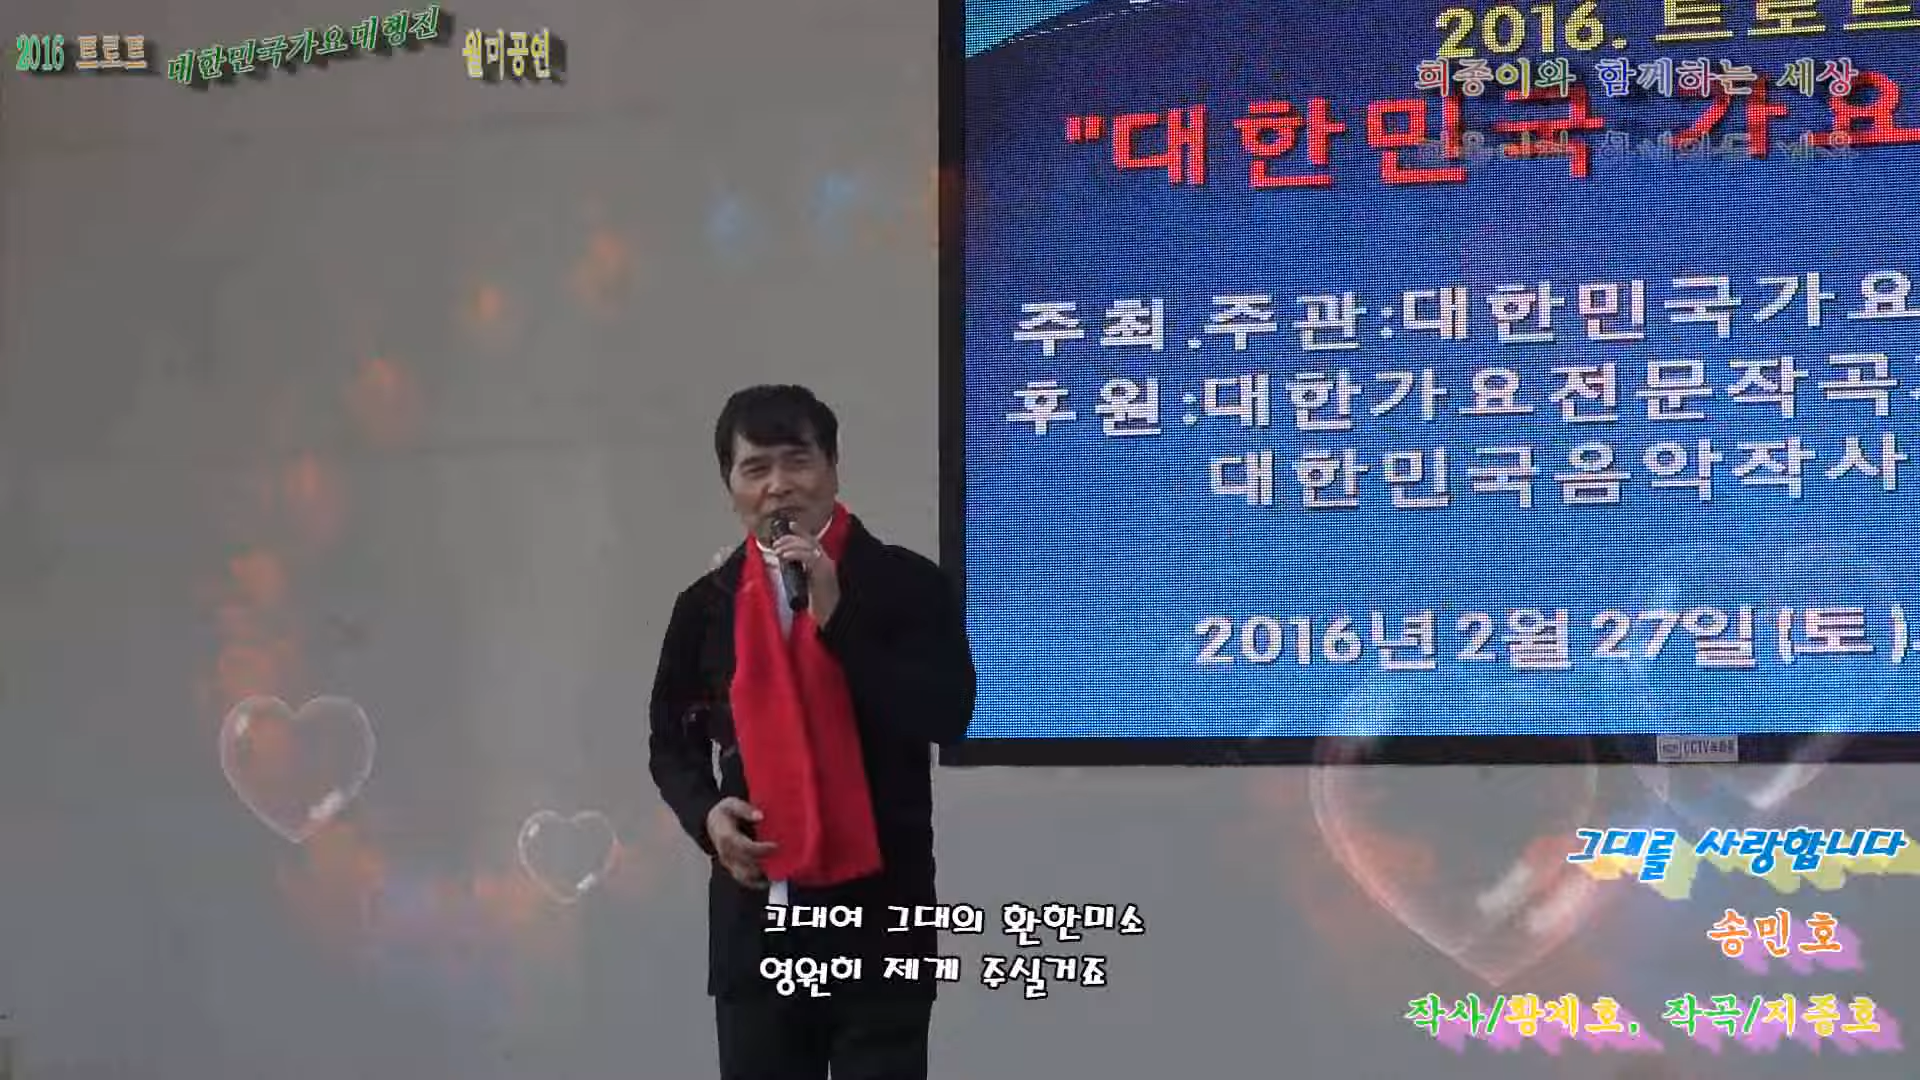 2016 트로트 대한민국가요대행진 월미공연
희종이와 함께하는 세상
2016. 트로트
"대한민국 가요
주최.주관:대한민국가요
후원:대한가요전문작곡
대한민국음악작사
2016년 2월 27일(토)
CCTV
그대를 사랑합니다
송민호
작사/황제호, 작곡/지종호
그대여 그대의 환한미소
영원히 제게 주실거죠